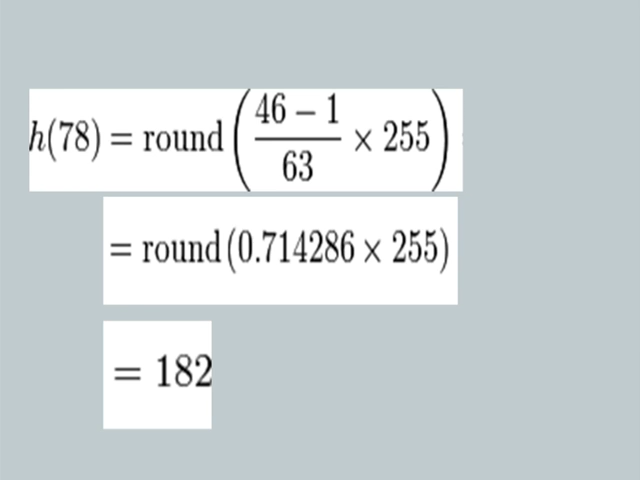 h(78) = round( (46 − 1)/63 × 255 )
= round(0.714286 × 255)
= 182